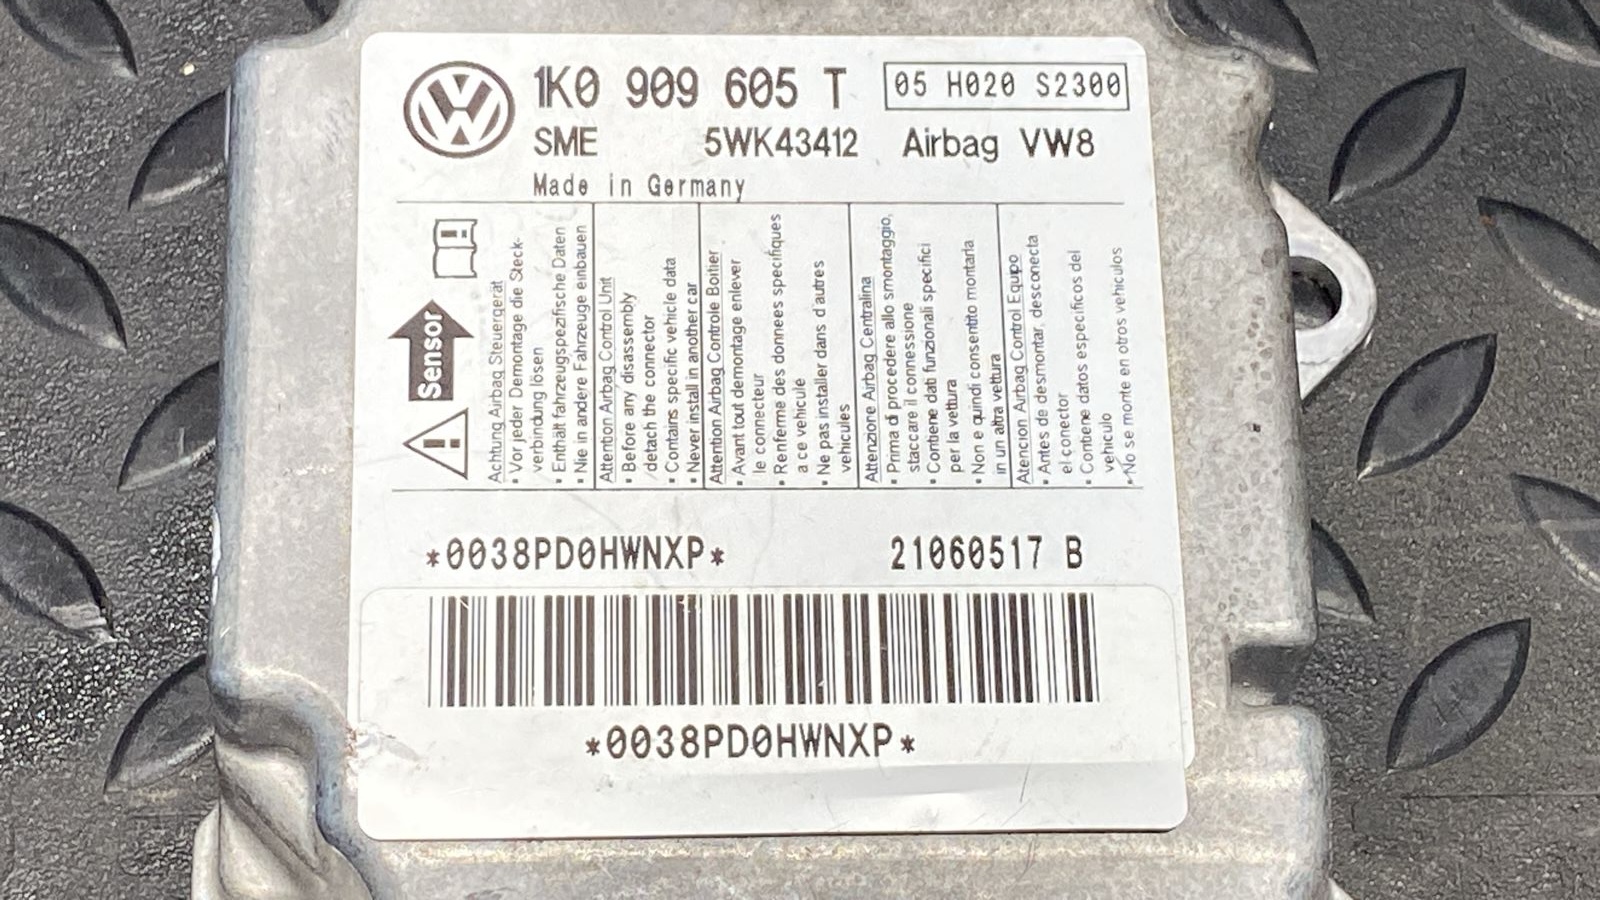 1K0 909 605 T
05 H020 S2300
SME 5WK43412 Airbag VW8
Made in Germany
Sensor
Achtung Airbag Steuergerät
• Vor jeder Demontage die Steck-
verbindung lösen
• Enthält fahrzeugspezifische Daten
• Nie in andere Fahrzeuge einbauen
Attention Airbag Control Unit
• Before any disassembly
detach the connector
• Contains specific vehicle data
• Never install in another car
Attention Airbag Controle Boitier
• Avant tout demontage enlever
le connecteur
• Renferme des donnees specifiques
a ce vehicule
• Ne pas installer dans d'autres
vehicules
Attenzione Airbag Centralina
• Prima di procedere allo smontaggio,
staccare il connessione
• Contiene dati funzionali specifici
per la vettura
• Non e quindi consentito montarla
in un altra vettura
Atencion Airbag Control Equipo
• Antes de desmontar, desconecta
el conector
• Contiene datos especificos del
vehiculo
• No se monte en otros vehiculos
*0038PD0HWNXP* 21060517 B
*0038PD0HWNXP*